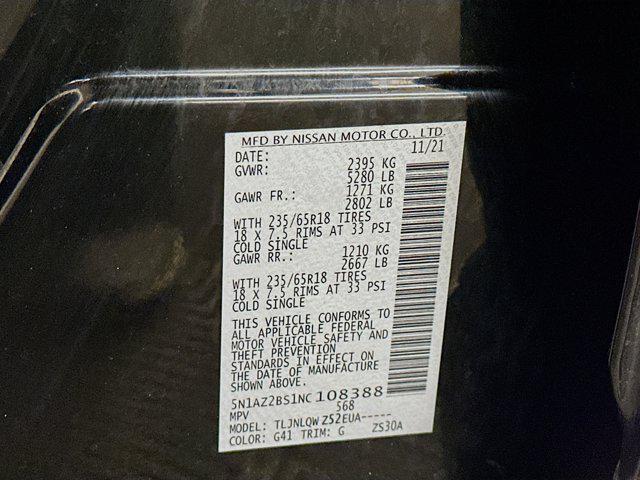 MFD BY NISSAN MOTOR CO., LTD.
DATE: 11/21
GVWR: 2395 KG
5280 LB
GAWR FR.: 1271 KG
2802 LB
WITH 235/65R18 TIRES
18 X 7.5 RIMS AT 33 PSI
COLD SINGLE
GAWR RR.: 1210 KG
2667 LB
WITH 235/65R18 TIRES
18 X 7.5 RIMS AT 33 PSI
COLD SINGLE
THIS VEHICLE CONFORMS TO
ALL APPLICABLE FEDERAL
MOTOR VEHICLE SAFETY AND
THEFT PREVENTION
STANDARDS IN EFFECT ON
THE DATE OF MANUFACTURE
SHOWN ABOVE.
5N1AZ2BS1NC108388
MPV 568
MODEL: TLJNLQWZS2EUA-----
COLOR: G41 TRIM: G ZS30A